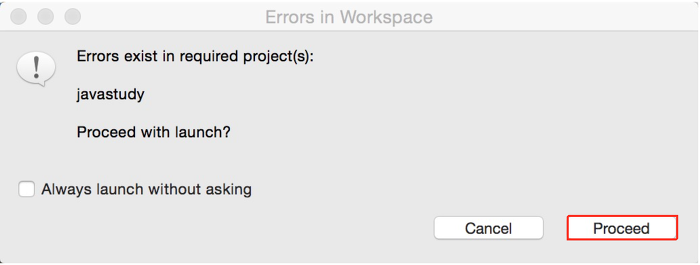 Errors in Workspace
Errors exist in required project(s):
javastudy
Proceed with launch?
Always launch without asking
Cancel
Proceed